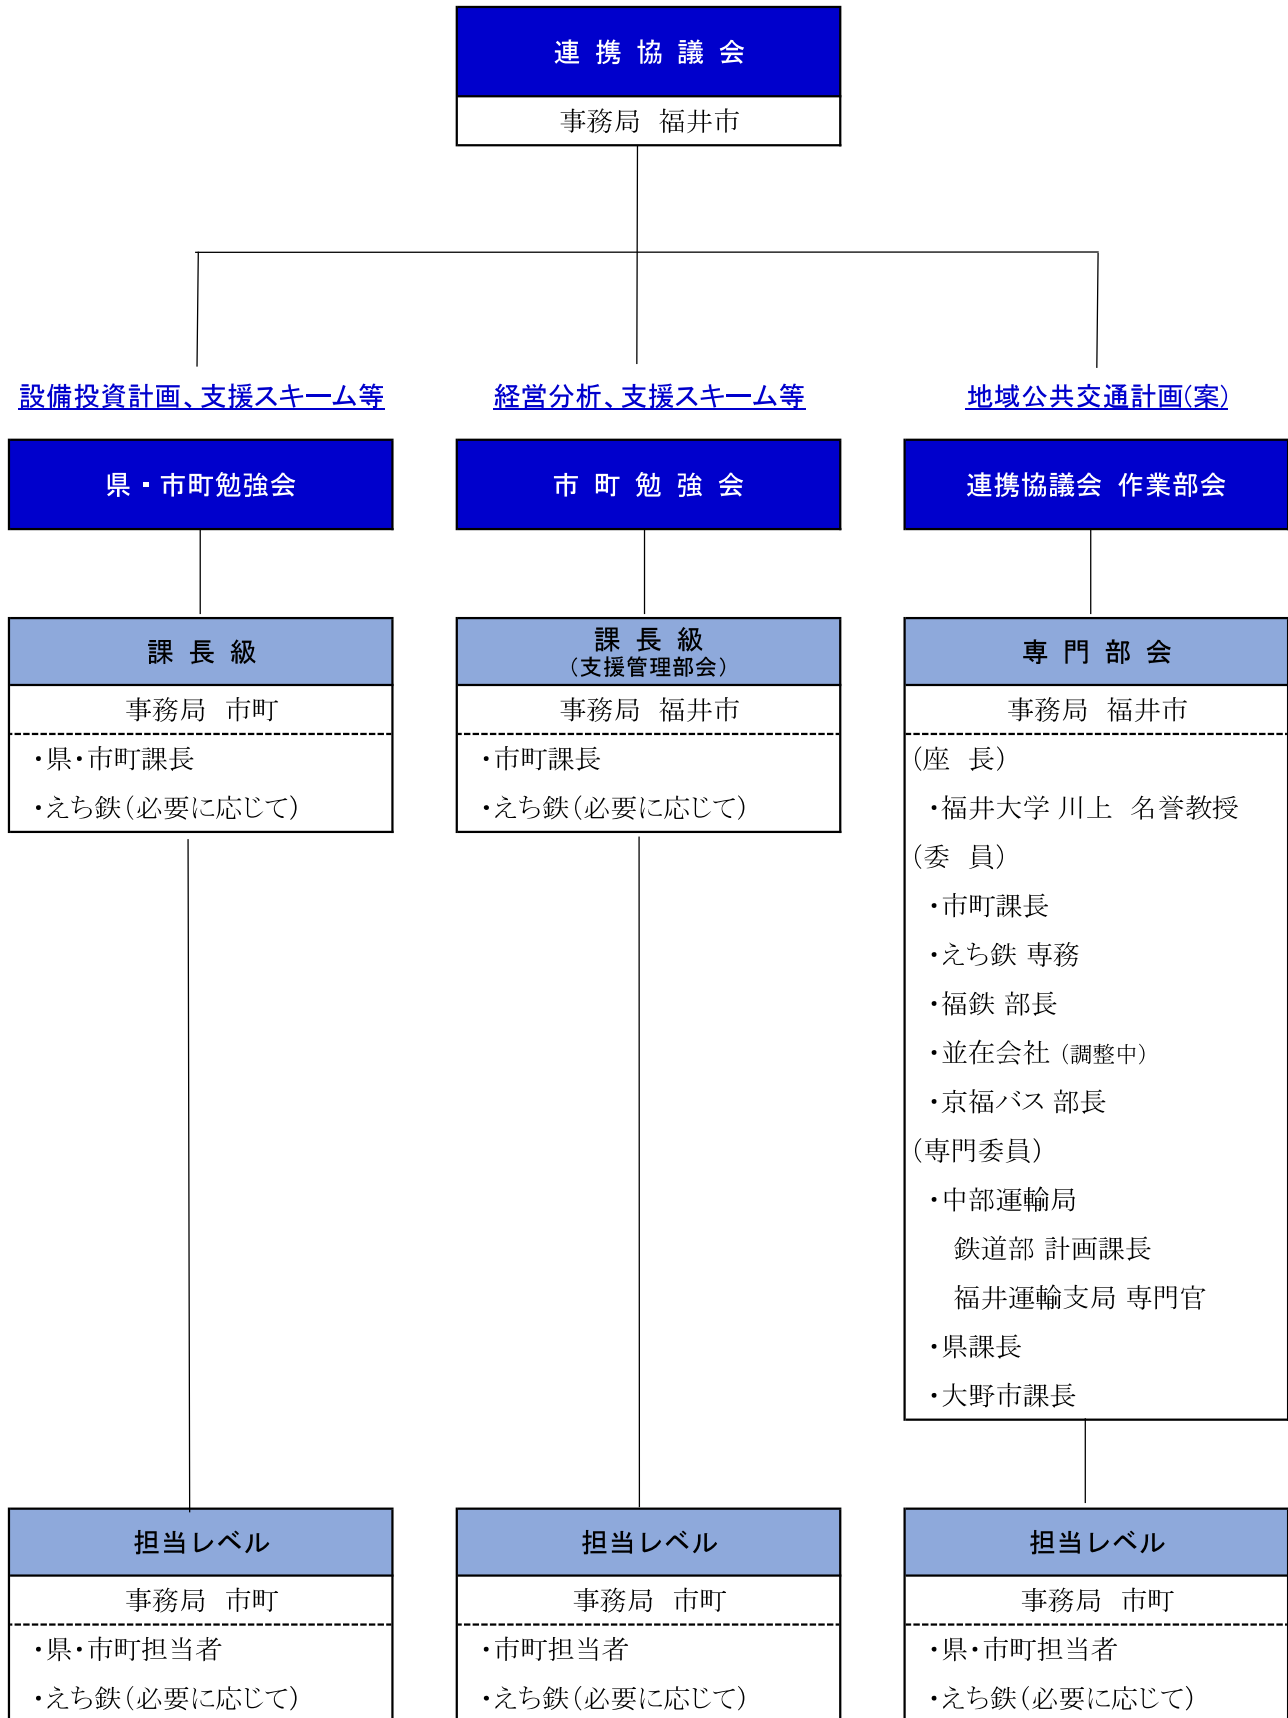 連携協議会
事務局 福井市
設備投資計画、支援スキーム等
県・市町勉強会
課長級
事務局 市町
・県・市町課長
・えち鉄（必要に応じて）
担当レベル
事務局 市町
・県・市町担当者
・えち鉄（必要に応じて）
経営分析、支援スキーム等
市町勉強会
課長級
（支援管理部会）
事務局 福井市
・市町課長
・えち鉄（必要に応じて）
担当レベル
事務局 市町
・市町担当者
・えち鉄（必要に応じて）
地域公共交通計画(案)
連携協議会 作業部会
専門部会
事務局 福井市
（座 長）
・福井大学 川上 名誉教授
（委 員）
・市町課長
・えち鉄 専務
・福鉄 部長
・並在会社（調整中）
・京福バス 部長
（専門委員）
・中部運輸局
鉄道部 計画課長
福井運輸支局 専門官
・県課長
・大野市課長
担当レベル
事務局 市町
・県・市町担当者
・えち鉄（必要に応じて）